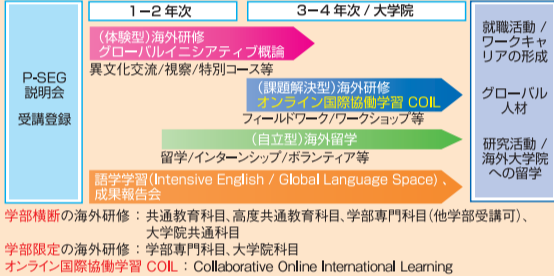 1−2年次
3−4年次 / 大学院
P-SEG
説明会
受講登録
(体験型)海外研修
グローバルイニシアティブ概論
異文化交流/視察/特別コース等
(課題解決型)海外研修
オンライン国際協働学習 COIL
フィールドワーク/ワークショップ等
(自立型)海外留学
留学/インターンシップ/ボランティア等
語学学習(Intensive English / Global Language Space)、
成果報告会
就職活動 /
ワークキャ
リアの形成
グローバル
人材
研究活動 /
海外大学院
への留学
学部横断の海外研修:共通教育科目、高度共通教育科目、学部専門科目(他学部受講可)、
大学院共通科目
学部限定の海外研修:学部専門科目、大学院科目
オンライン国際協働学習 COIL:Collaborative Online International Learning